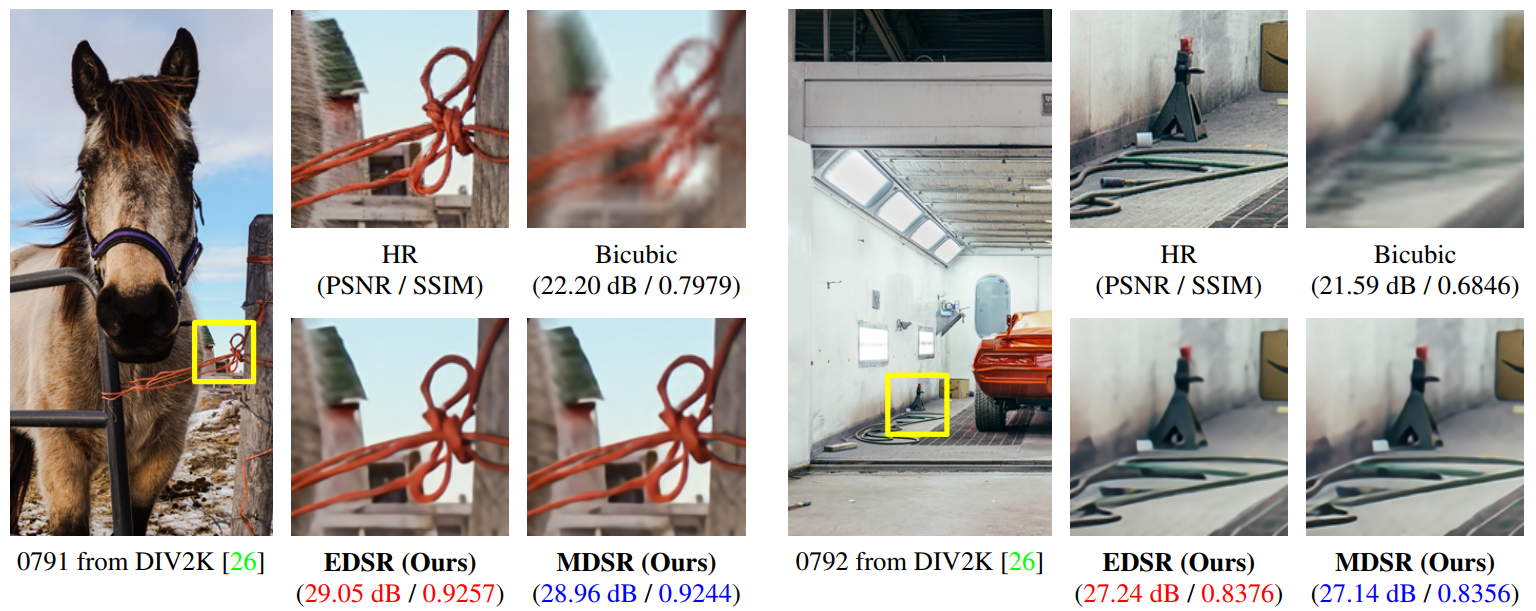 HR
(PSNR / SSIM)
Bicubic
(22.20 dB / 0.7979)
0791 from DIV2K [26]
EDSR (Ours)
(29.05 dB / 0.9257)
MDSR (Ours)
(28.96 dB / 0.9244)
HR
(PSNR / SSIM)
Bicubic
(21.59 dB / 0.6846)
0792 from DIV2K [26]
EDSR (Ours)
(27.24 dB / 0.8376)
MDSR (Ours)
(27.14 dB / 0.8356)